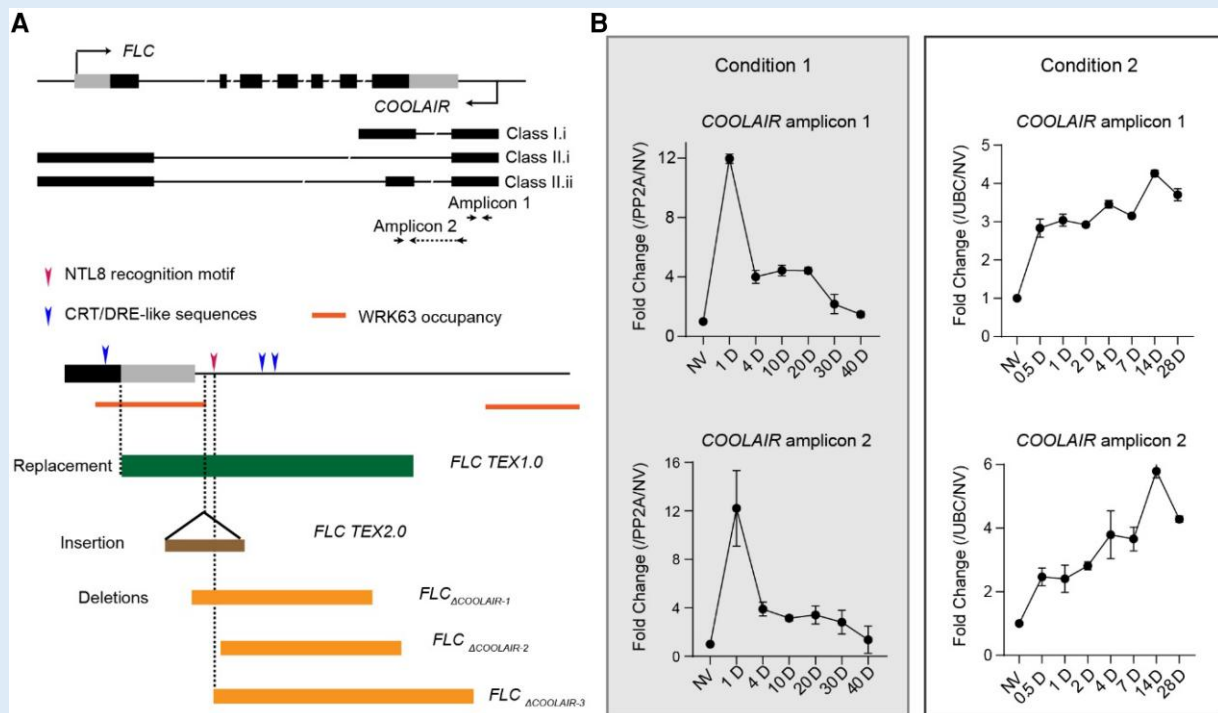 A
FLC
COOLAIR
Class I.i
Class II.i
Class II.ii
Amplicon 1
Amplicon 2
NTL8 recognition motif
CRT/DRE-like sequences
WRK63 occupancy
Replacement
FLC TEX1.0
Insertion
FLC TEX2.0
Deletions
FLC ΔCOOLAIR-1
FLC ΔCOOLAIR-2
FLC ΔCOOLAIR-3
B
Condition 1
COOLAIR amplicon 1
Fold Change (/PP2A/NV)
12
8
4
0
NV 1 D 4 D 10 D 20 D 30 D 40 D
COOLAIR amplicon 2
Fold Change (/PP2A/NV)
16
12
8
4
0
NV 1 D 4 D 10 D 20 D 30 D 40 D
Condition 2
COOLAIR amplicon 1
Fold Change (/UBC/NV)
5
4
3
2
1
0
NV 0.5 D 1 D 2 D 4 D 7 D 14 D 28 D
COOLAIR amplicon 2
Fold Change (/UBC/NV)
6
4
2
0
NV 0.5 D 1 D 2 D 4 D 7 D 14 D 28 D